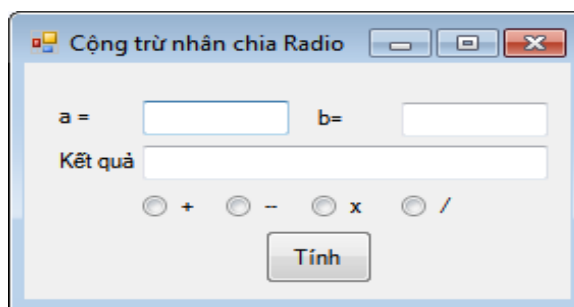 Cộng trừ nhân chia Radio
a = b=
Kết quả
+ -- x /
Tính